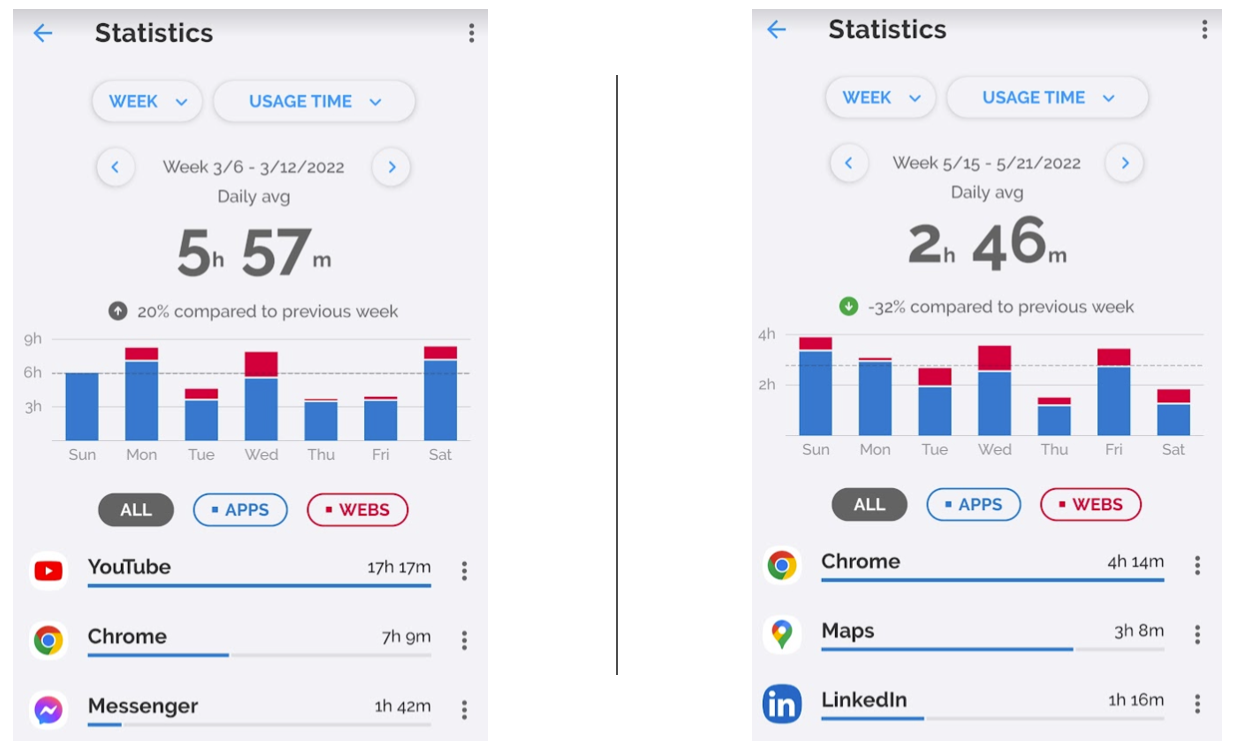 Statistics
WEEK USAGE TIME
Week 3/6 - 3/12/2022
Daily avg
5h 57m
20% compared to previous week
9h
6h
3h
Sun Mon Tue Wed Thu Fri Sat
ALL APPS WEBS
YouTube 17h 17m
Chrome 7h 9m
Messenger 1h 42m
Statistics
WEEK USAGE TIME
Week 5/15 - 5/21/2022
Daily avg
2h 46m
-32% compared to previous week
4h
2h
Sun Mon Tue Wed Thu Fri Sat
ALL APPS WEBS
Chrome 4h 14m
Maps 3h 8m
in LinkedIn 1h 16m